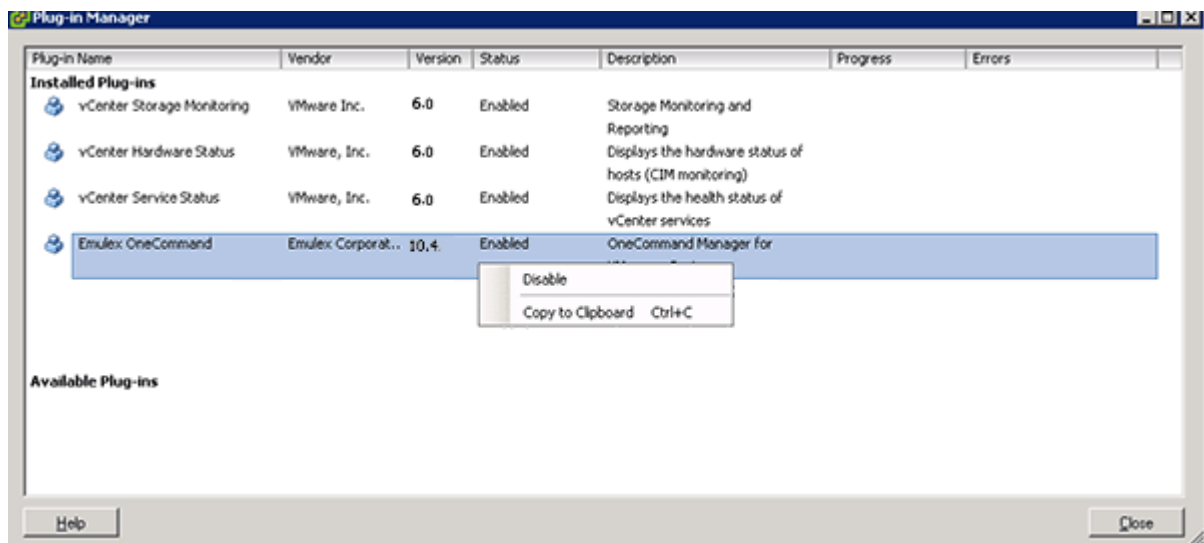 Plug-in Manager
Plug-in Name Vendor Version Status Description Progress Errors
Installed Plug-ins
vCenter Storage Monitoring VMware Inc. 6.0 Enabled Storage Monitoring and
Reporting
vCenter Hardware Status VMware, Inc. 6.0 Enabled Displays the hardware status of
hosts (CIM monitoring)
vCenter Service Status VMware, Inc. 6.0 Enabled Displays the health status of
vCenter services
Emulex OneCommand Emulex Corporat... 10.4. Enabled OneCommand Manager for
Disable
Copy to Clipboard Ctrl+C
Available Plug-ins
Help Close